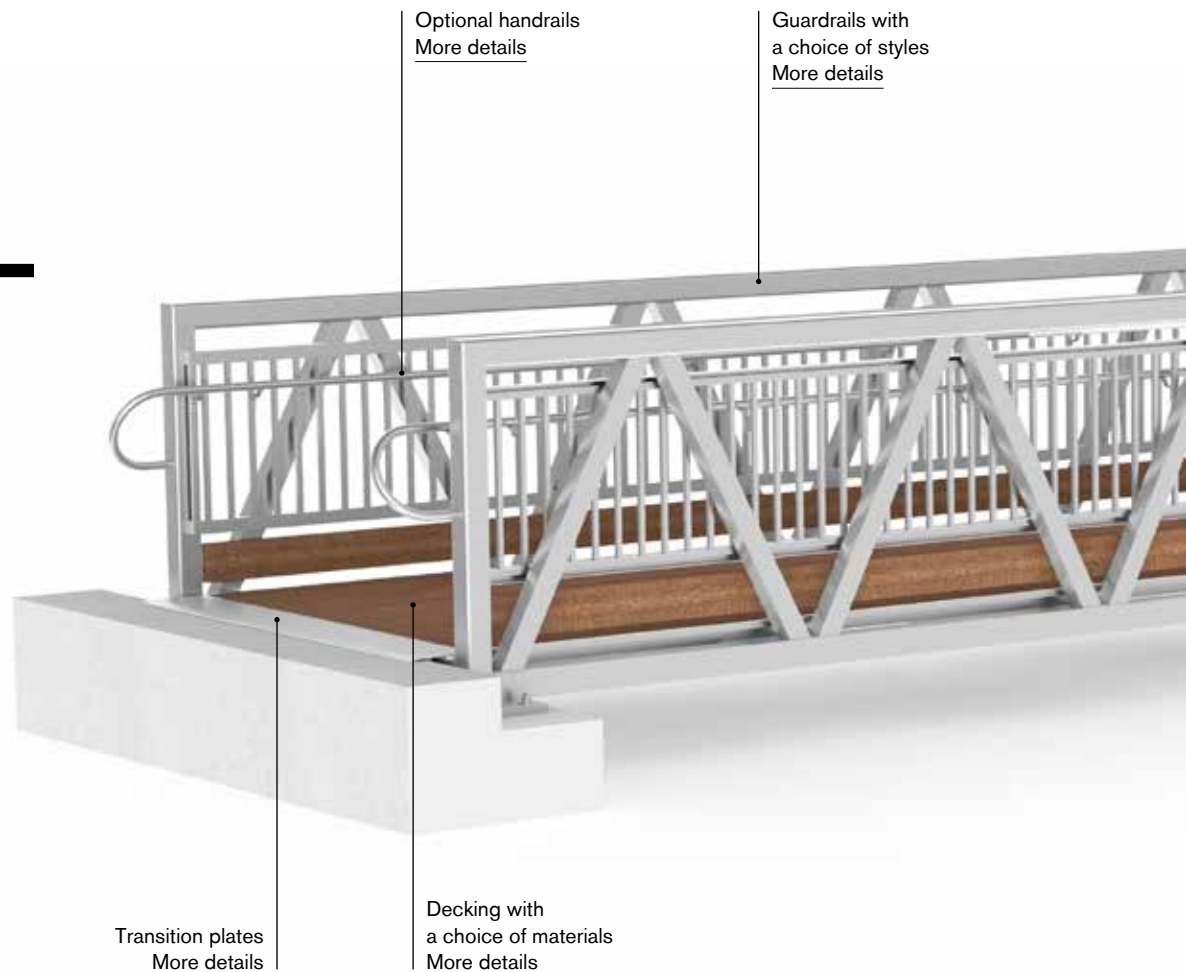 Optional handrails
More details
Guardrails with
a choice of styles
More details
Transition plates
More details
Decking with
a choice of materials
More details